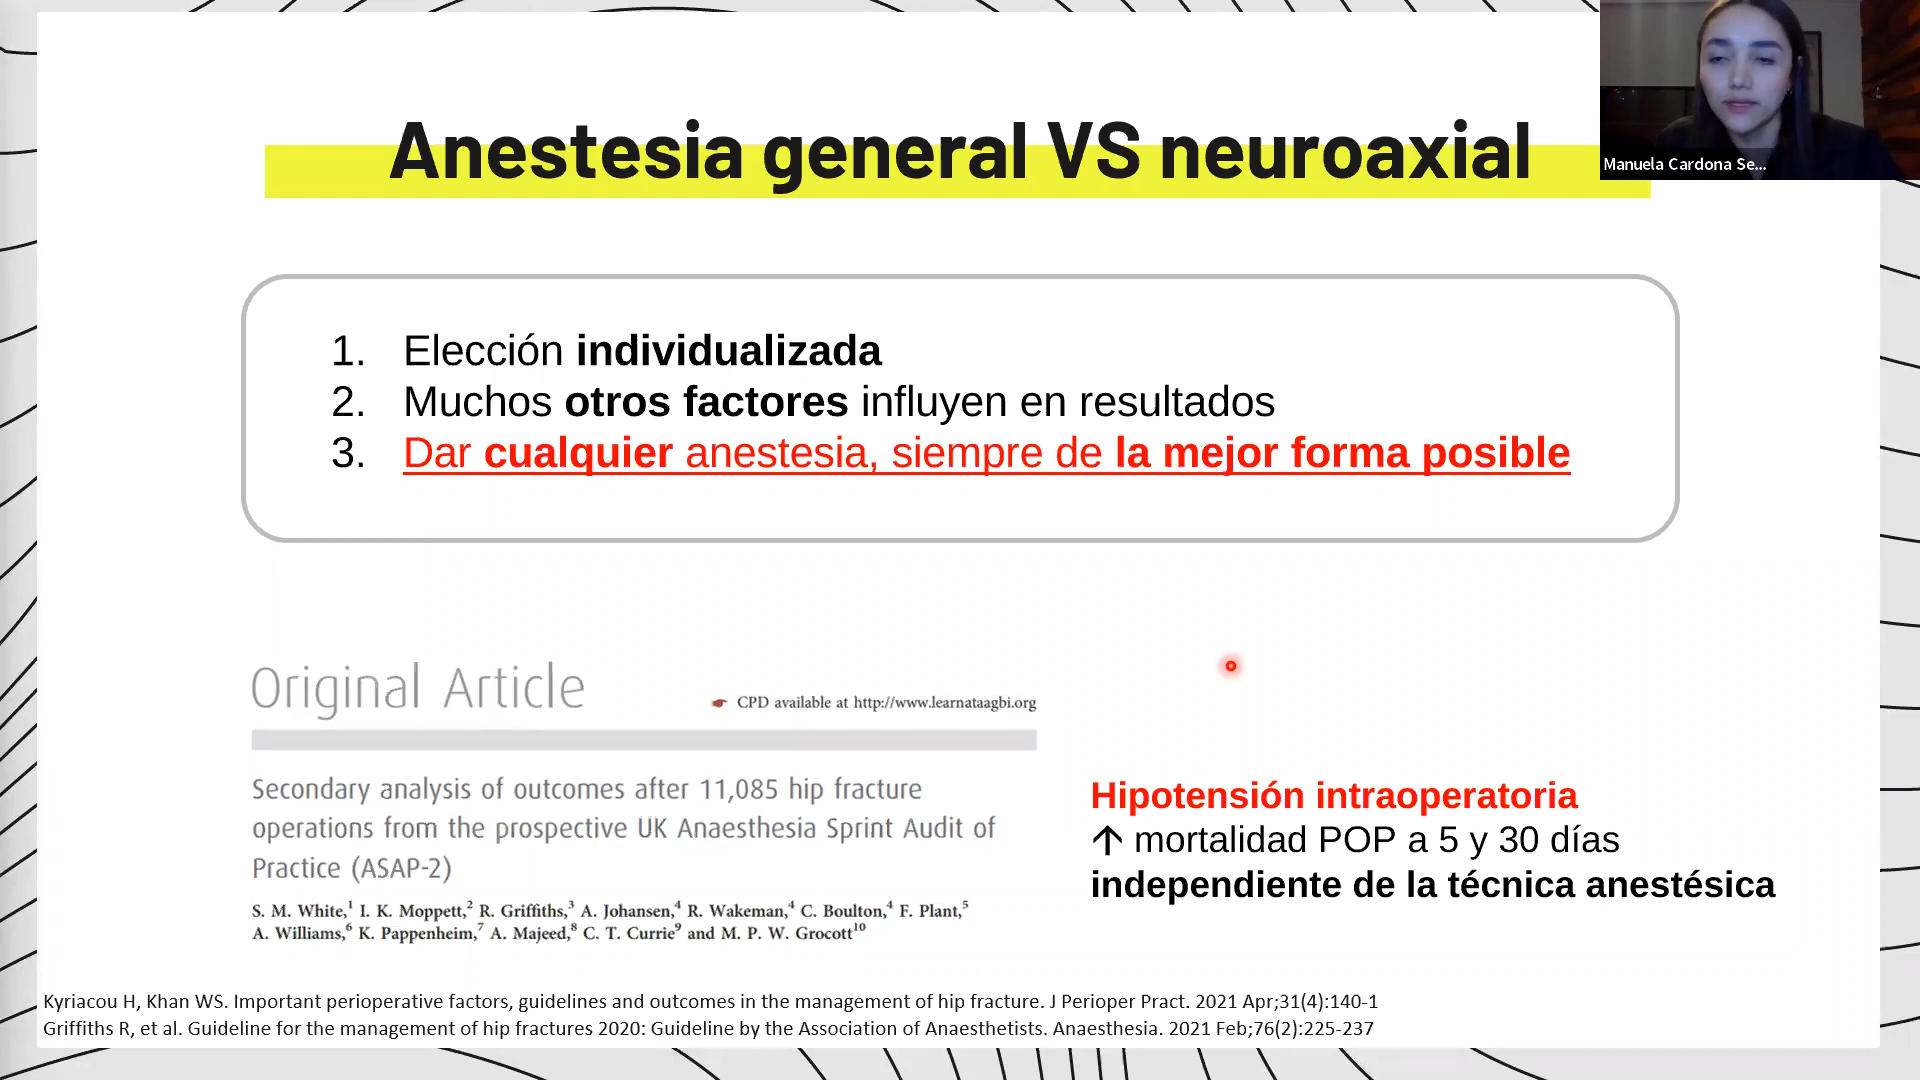 Anestesia general VS neuroaxial
Manuela Cardona Se...
1. Elección individualizada
2. Muchos otros factores influyen en resultados
3. Dar cualquier anestesia, siempre de la mejor forma posible
Original Article
CPD available at http://www.learnataagbi.org
Secondary analysis of outcomes after 11,085 hip fracture
operations from the prospective UK Anaesthesia Sprint Audit of
Practice (ASAP-2)
S. M. White,1 I. K. Moppett,2 R. Griffiths,3 A. Johansen,4 R. Wakeman,4 C. Boulton,4 F. Plant,5
A. Williams,6 K. Pappenheim,7 A. Majeed,8 C. T. Currie9 and M. P. W. Grocott10
Hipotensión intraoperatoria
↑ mortalidad POP a 5 y 30 días
independiente de la técnica anestésica
Kyriacou H, Khan WS. Important perioperative factors, guidelines and outcomes in the management of hip fracture. J Perioper Pract. 2021 Apr;31(4):140-1
Griffiths R, et al. Guideline for the management of hip fractures 2020: Guideline by the Association of Anaesthetists. Anaesthesia. 2021 Feb;76(2):225-237